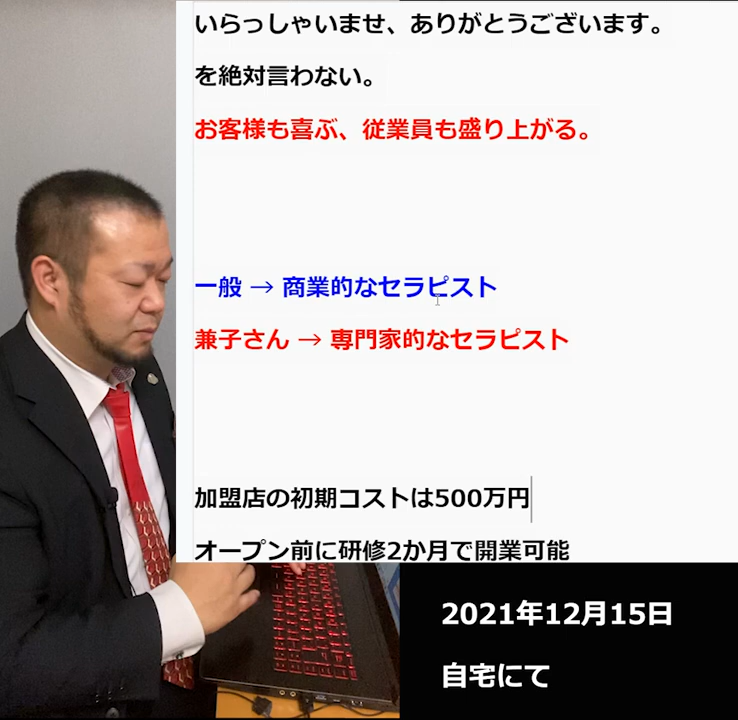 いらっしゃいませ、ありがとうございます。
を絶対言わない。
お客様も喜ぶ、従業員も盛り上がる。
一般 → 商業的なセラピスト
兼子さん → 専門家的なセラピスト
加盟店の初期コストは500万円
オープン前に研修2か月で開業可能
2021年12月15日
自宅にて